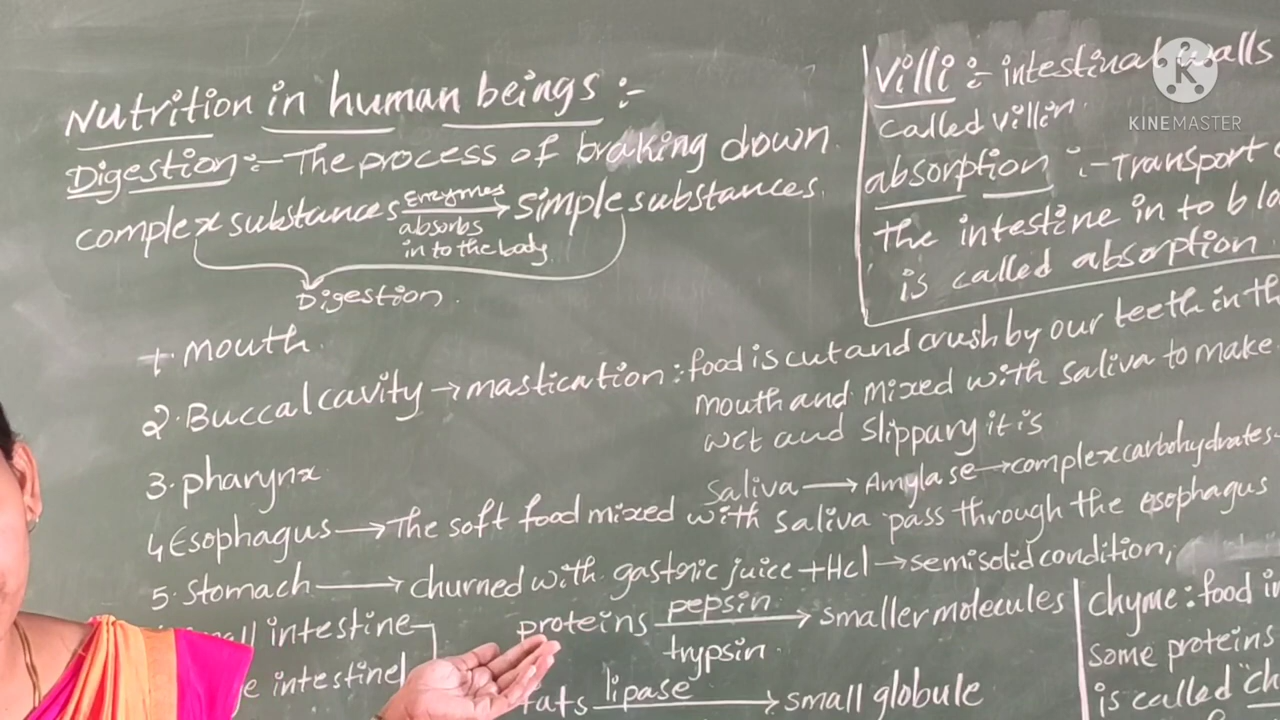 Nutrition in human beings :-
Digestion :- The process of braking down
complex substances Enzymes → simple substances.
absorbs
in to the body
Digestion.
1. mouth.
2. Buccal cavity → mastication : food is cut and crush by our teeth in th
mouth and mixed with saliva to make
wet and slippary it is
Saliva → Amylase → complex carbohydrates
3. pharynx
4 Esophagus → The soft food mixed with saliva pass through the esophagus
5. Stomach → churned with gastric juice + Hcl → semisolid condition,
intestine
intestine
proteins pepsin → smaller molecules
trypsin.
fats lipase → small globule
Villi :- intestinal walls
called villin.
absorption :- Transport
the intestine in to blo
is called absorption
chyme : food in
some proteins
is called "ch
KINEMASTER